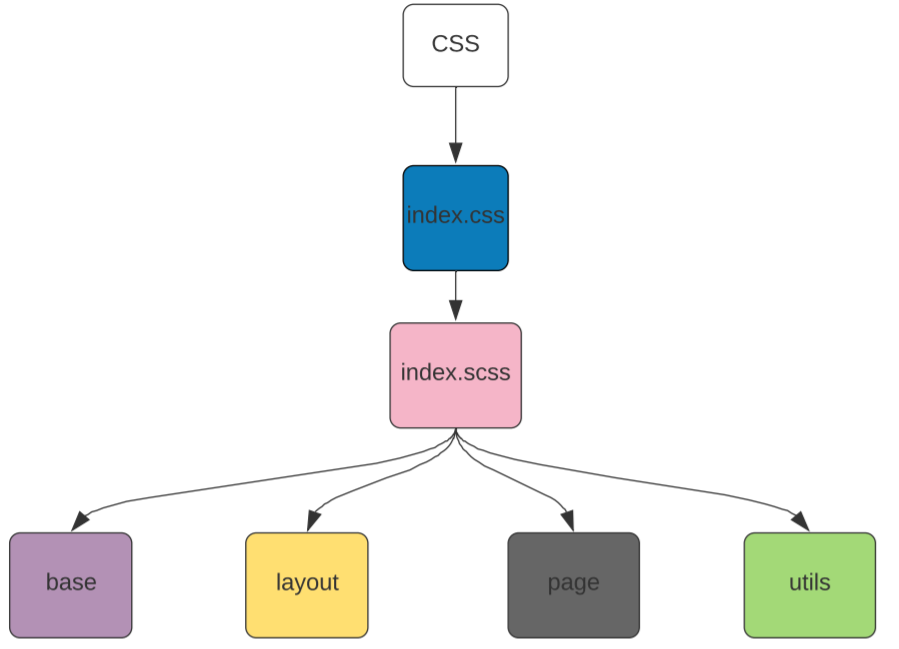 CSS
index.css
index.scss
base
layout
page
utils